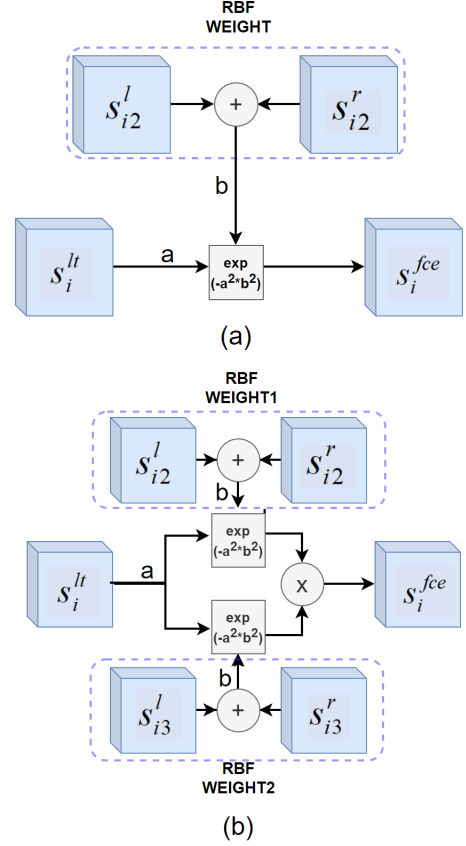 RBF
WEIGHT
s_{i2}^{l}
+
s_{i2}^{r}
b
s_{i}^{lt}
a
exp
(-a²*b²)
s_{i}^{fce}
(a)
RBF
WEIGHT1
s_{i2}^{l}
+
s_{i2}^{r}
b
exp
(-a²*b²)
s_{i}^{lt}
a
X
s_{i}^{fce}
exp
(-a²*b²)
b
s_{i3}^{l}
+
s_{i3}^{r}
RBF
WEIGHT2
(b)